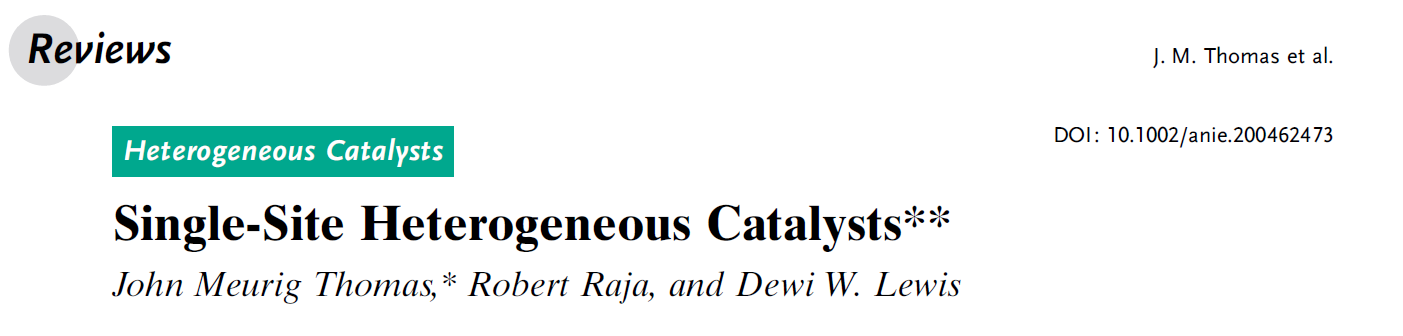 Reviews
J. M. Thomas et al.
Heterogeneous Catalysts
DOI: 10.1002/anie.200462473
Single-Site Heterogeneous Catalysts**
John Meurig Thomas,* Robert Raja, and Dewi W. Lewis